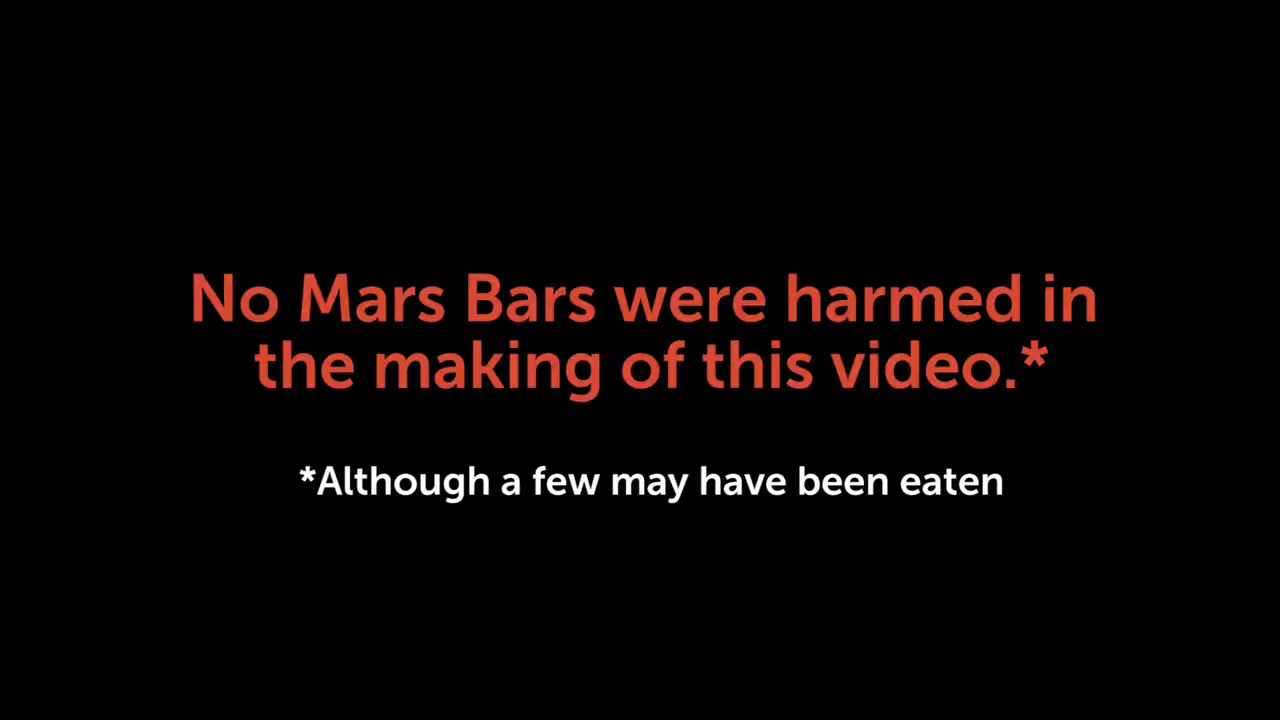 No Mars Bars were harmed in
the making of this video.*
*Although a few may have been eaten